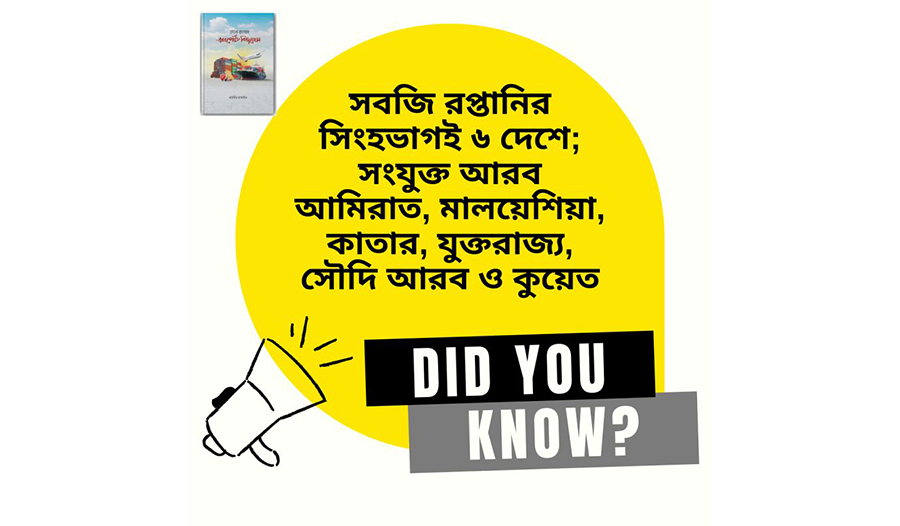 সবজি রপ্তানির
সিংহভাগই ৬ দেশে;
সংযুক্ত আরব
আমিরাত, মালয়েশিয়া,
কাতার, যুক্তরাজ্য,
সৌদি আরব ও কুয়েত
DID YOU
KNOW?